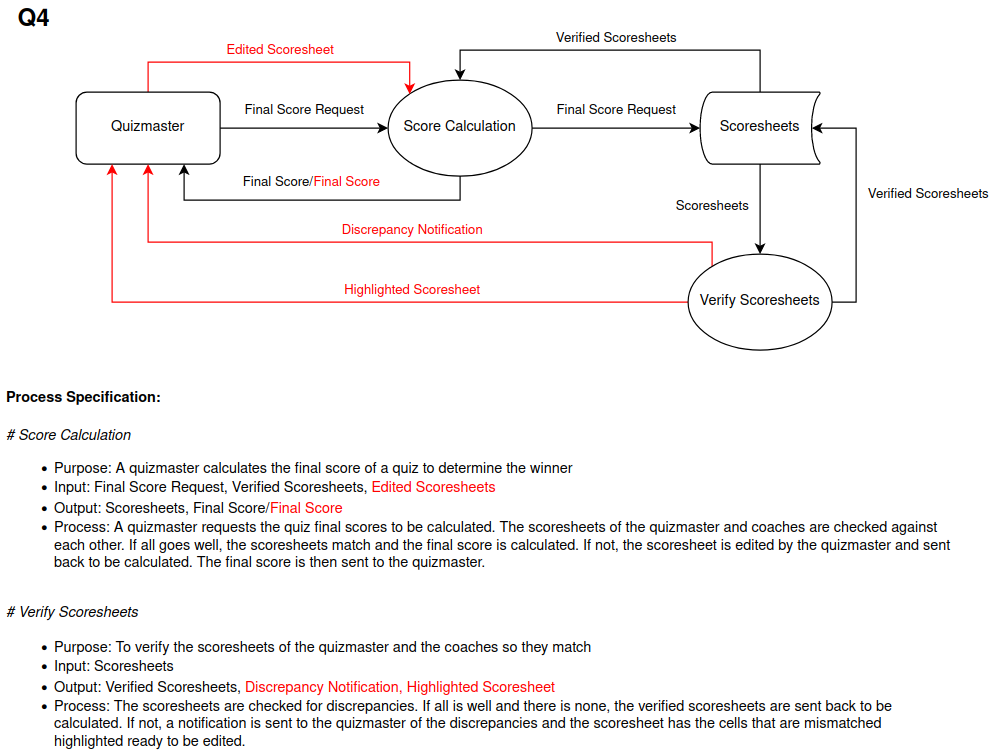 Q4
Edited Scoresheet
Verified Scoresheets
Quizmaster
Final Score Request
Score Calculation
Final Score Request
Scoresheets
Final Score/Final Score
Scoresheets
Verified Scoresheets
Discrepancy Notification
Highlighted Scoresheet
Verify Scoresheets
Process Specification:
# Score Calculation
• Purpose: A quizmaster calculates the final score of a quiz to determine the winner
• Input: Final Score Request, Verified Scoresheets, Edited Scoresheets
• Output: Scoresheets, Final Score/Final Score
• Process: A quizmaster requests the quiz final scores to be calculated. The scoresheets of the quizmaster and coaches are checked against
each other. If all goes well, the scoresheets match and the final score is calculated. If not, the scoresheet is edited by the quizmaster and sent
back to be calculated. The final score is then sent to the quizmaster.
# Verify Scoresheets
• Purpose: To verify the scoresheets of the quizmaster and the coaches so they match
• Input: Scoresheets
• Output: Verified Scoresheets, Discrepancy Notification, Highlighted Scoresheet
• Process: The scoresheets are checked for discrepancies. If all is well and there is none, the verified scoresheets are sent back to be
calculated. If not, a notification is sent to the quizmaster of the discrepancies and the scoresheet has the cells that are mismatched
highlighted ready to be edited.